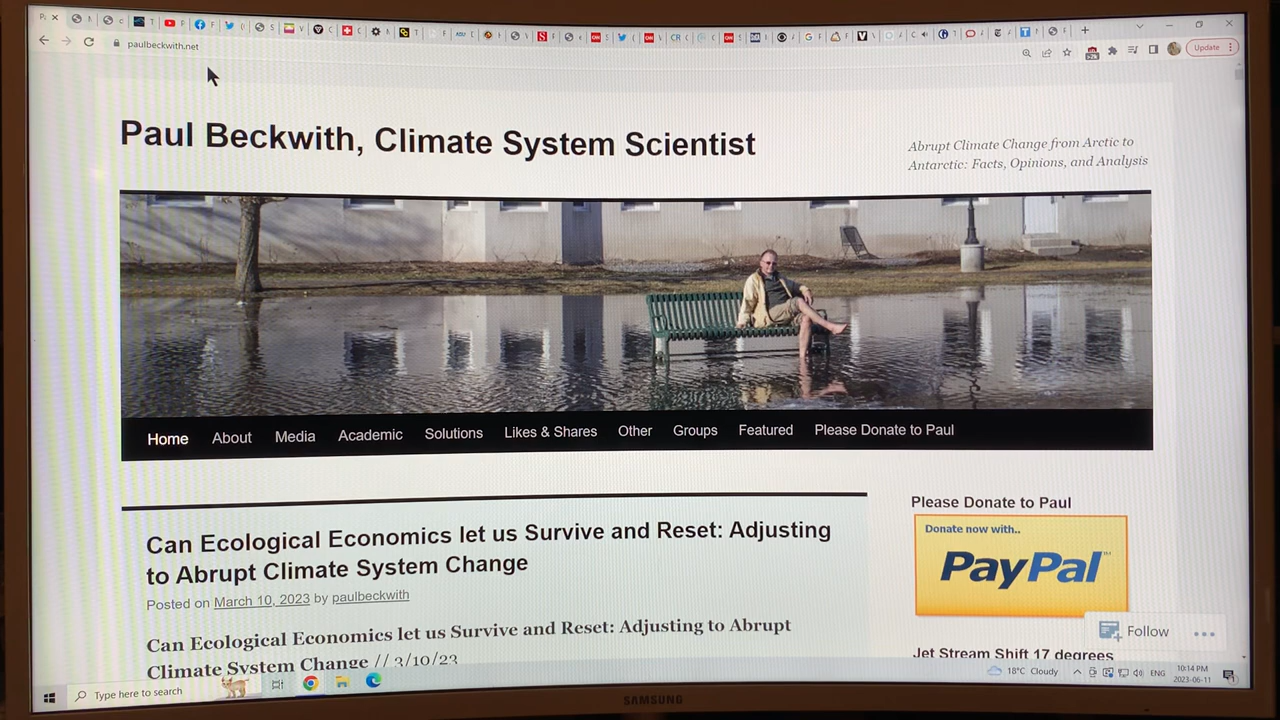 paulbeckwith.net
Update
Paul Beckwith, Climate System Scientist
Abrupt Climate Change from Arctic to
Antarctic: Facts, Opinions, and Analysis
Home About Media Academic Solutions Likes & Shares Other Groups Featured Please Donate to Paul
Can Ecological Economics let us Survive and Reset: Adjusting
to Abrupt Climate System Change
Posted on March 10, 2023 by paulbeckwith
Can Ecological Economics let us Survive and Reset: Adjusting to Abrupt
Climate System Change // 3/10/23
Please Donate to Paul
Donate now with..
PayPal
Follow
Jet Stream Shift 17 degrees
Type here to search
18°C Cloudy
ENG
10:14 PM
2023-06-11
SAMSUNG